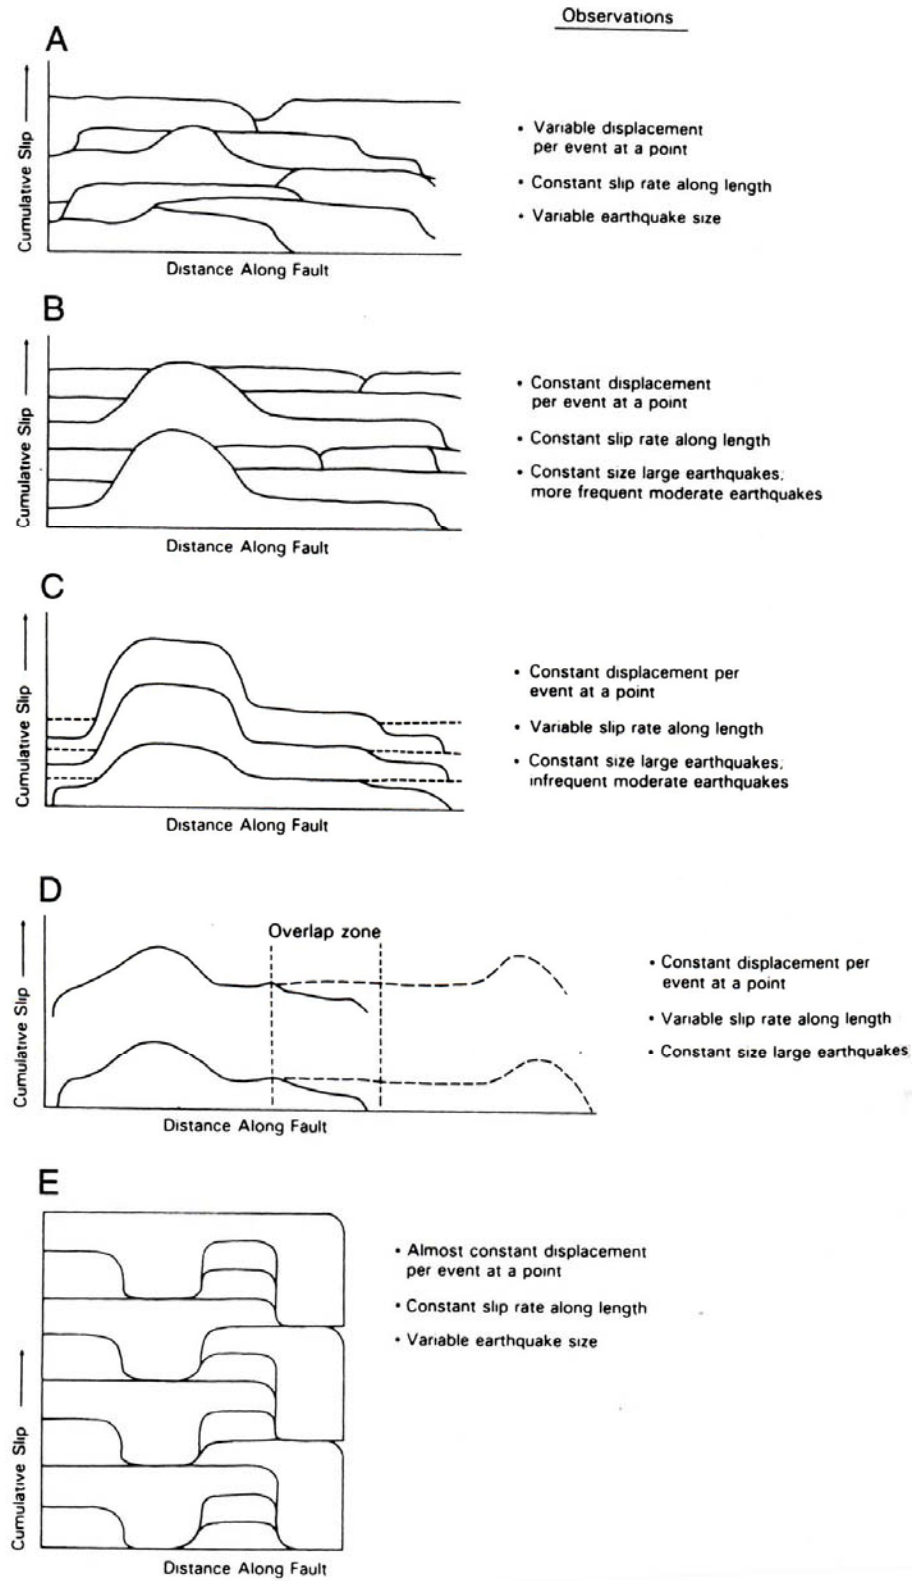 Observations
A
Cumulative Slip
Distance Along Fault
• Variable displacement
per event at a point
• Constant slip rate along length
• Variable earthquake size
B
Cumulative Slip
Distance Along Fault
• Constant displacement
per event at a point
• Constant slip rate along length
• Constant size large earthquakes;
more frequent moderate earthquakes
C
Cumulative Slip
Distance Along Fault
• Constant displacement per
event at a point
• Variable slip rate along length
• Constant size large earthquakes;
infrequent moderate earthquakes
D
Cumulative Slip
Overlap zone
Distance Along Fault
• Constant displacement per
event at a point
• Variable slip rate along length
• Constant size large earthquakes
E
Cumulative Slip
Distance Along Fault
• Almost constant displacement
per event at a point
• Constant slip rate along length
• Variable earthquake size